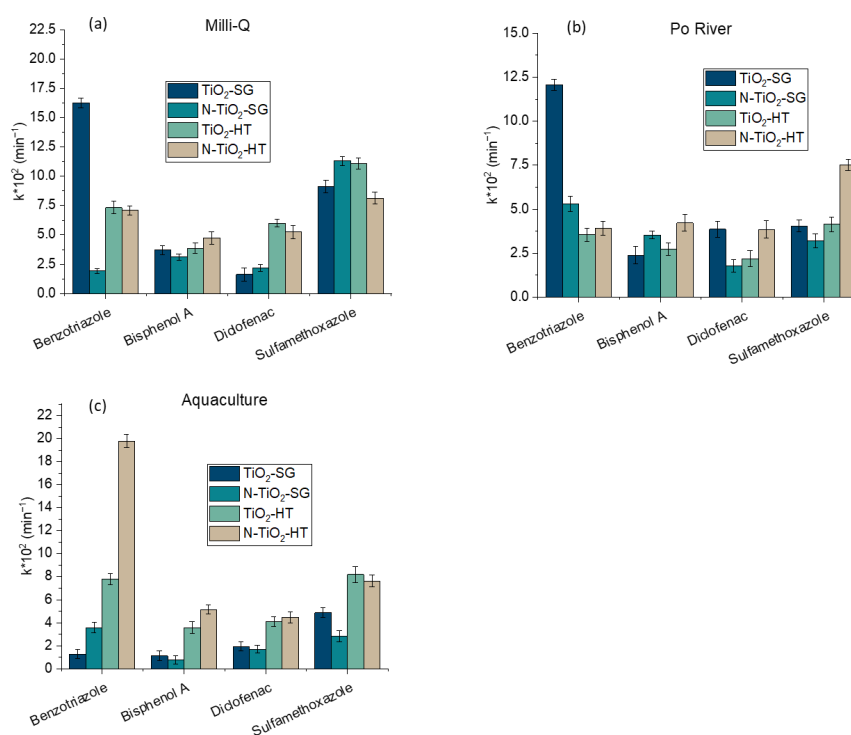 (a) Milli-Q
22.5
20.0
17.5
15.0
12.5
10.0
7.5
5.0
2.5
0.0
k*10² (min⁻¹)
TiO₂-SG
N-TiO₂-SG
TiO₂-HT
N-TiO₂-HT
Benzotriazole
Bisphenol A
Diclofenac
Sulfamethoxazole
(b) Po River
15.0
12.5
10.0
7.5
5.0
2.5
0.0
k*10² (min⁻¹)
TiO₂-SG
N-TiO₂-SG
TiO₂-HT
N-TiO₂-HT
Benzotriazole
Bisphenol A
Diclofenac
Sulfamethoxazole
(c) Aquaculture
22
20
18
16
14
12
10
8
6
4
2
0
k*10² (min⁻¹)
TiO₂-SG
N-TiO₂-SG
TiO₂-HT
N-TiO₂-HT
Benzotriazole
Bisphenol A
Diclofenac
Sulfamethoxazole